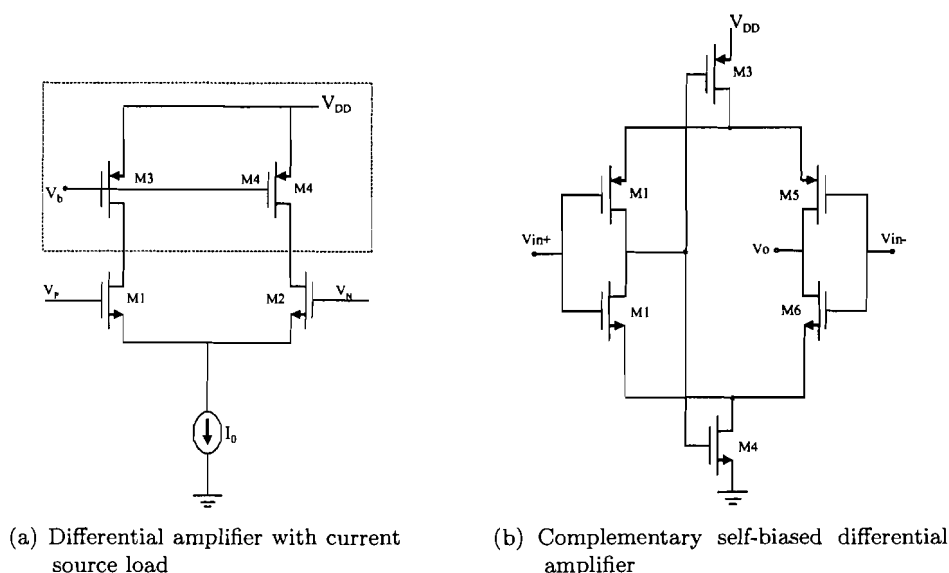 V_DD
M3
M4
M4
V_b
V_P
M1
M2
V_N
I_0
(a) Differential amplifier with current
source load
V_DD
M3
M1
M5
Vin+
Vo
Vin-
M1
M6
M4
(b) Complementary self-biased differential
amplifier